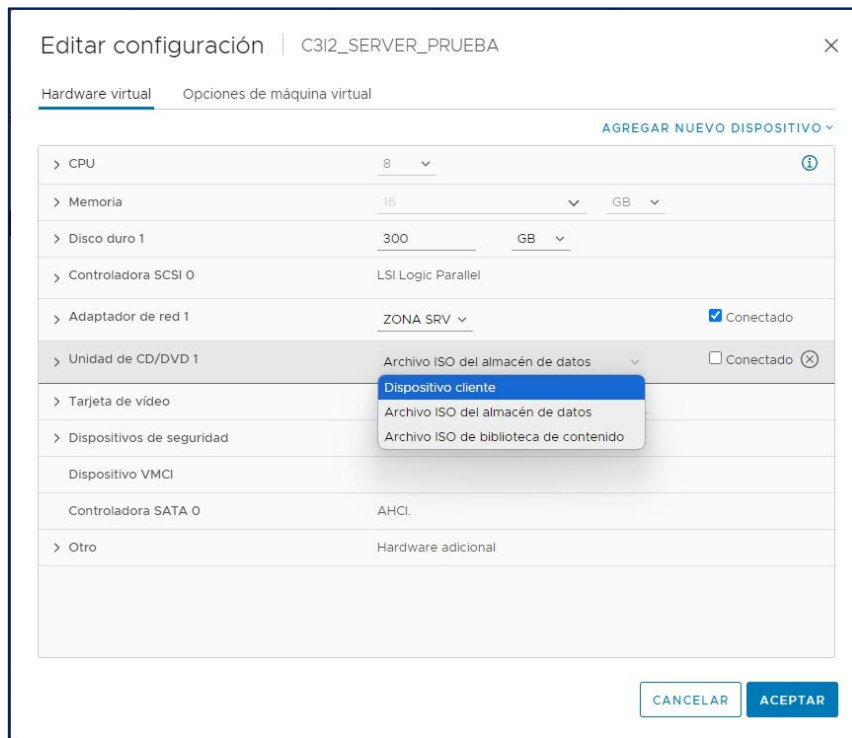 Editar configuración | C3I2_SERVER_PRUEBA
Hardware virtual Opciones de máquina virtual
AGREGAR NUEVO DISPOSITIVO
CPU 8
Memoria 16 GB
Disco duro 1 300 GB
Controladora SCSI 0 LSI Logic Parallel
Adaptador de red 1 ZONA SRV Conectado
Unidad de CD/DVD 1 Archivo ISO del almacén de datos Conectado
Dispositivo cliente
Tarjeta de vídeo
Archivo ISO del almacén de datos
Dispositivos de seguridad Archivo ISO de biblioteca de contenido
Dispositivo VMCI
Controladora SATA 0 AHCI.
Otro Hardware adicional
CANCELAR ACEPTAR